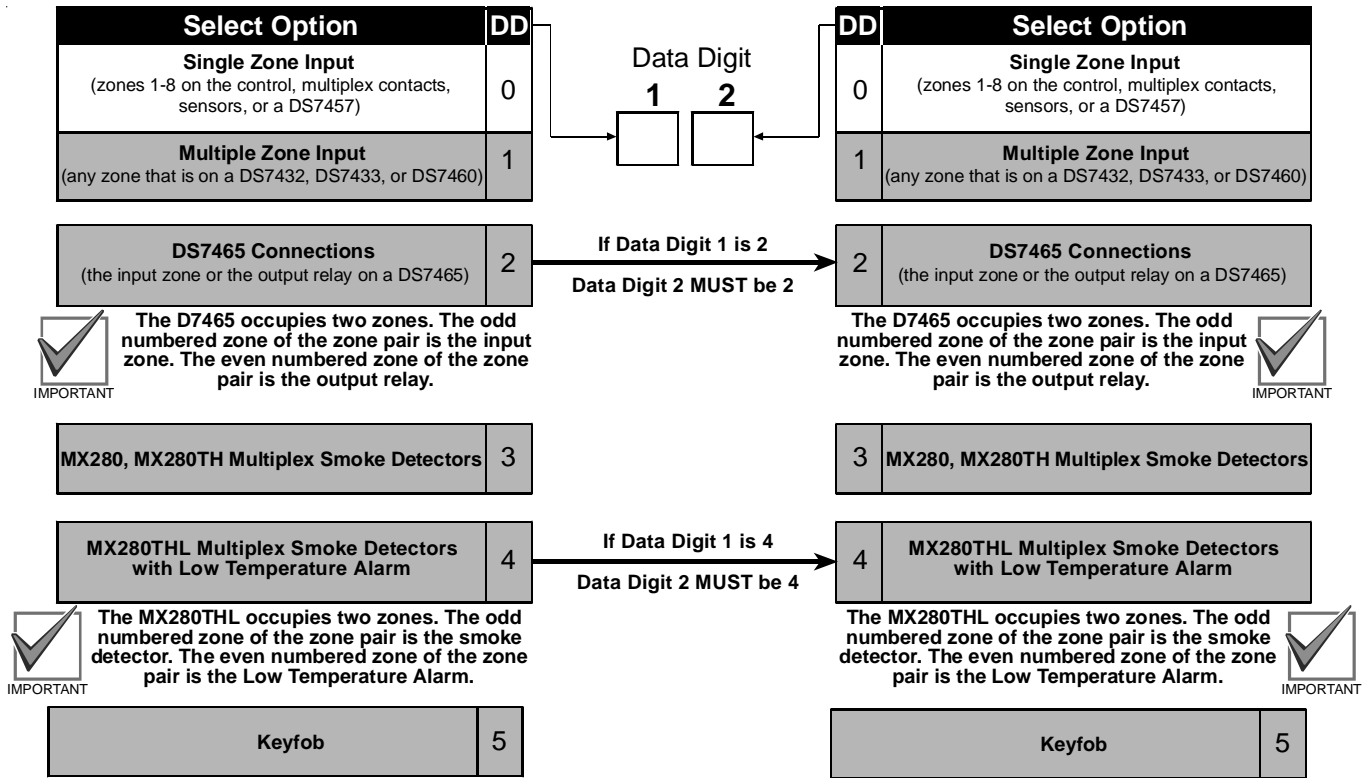 Select Option DD
Single Zone Input
(zones 1-8 on the control, multiplex contacts,
sensors, or a DS7457)
0
Multiple Zone Input
(any zone that is on a DS7432, DS7433, or DS7460)
1
Data Digit
1 2
DD Select Option
Single Zone Input
(zones 1-8 on the control, multiplex contacts,
sensors, or a DS7457)
0
Multiple Zone Input
(any zone that is on a DS7432, DS7433, or DS7460)
1
DS7465 Connections
(the input zone or the output relay on a DS7465)
2
If Data Digit 1 is 2
Data Digit 2 MUST be 2
2
DS7465 Connections
(the input zone or the output relay on a DS7465)
IMPORTANT
The D7465 occupies two zones. The odd
numbered zone of the zone pair is the input
zone. The even numbered zone of the zone
pair is the output relay.
The D7465 occupies two zones. The odd
numbered zone of the zone pair is the input
zone. The even numbered zone of the zone
pair is the output relay.
IMPORTANT
MX280, MX280TH Multiplex Smoke Detectors 3
3 MX280, MX280TH Multiplex Smoke Detectors
MX280THL Multiplex Smoke Detectors
with Low Temperature Alarm
4
If Data Digit 1 is 4
Data Digit 2 MUST be 4
4
MX280THL Multiplex Smoke Detectors
with Low Temperature Alarm
IMPORTANT
The MX280THL occupies two zones. The odd
numbered zone of the zone pair is the smoke
detector. The even numbered zone of the zone
pair is the Low Temperature Alarm.
The MX280THL occupies two zones. The odd
numbered zone of the zone pair is the smoke
detector. The even numbered zone of the zone
pair is the Low Temperature Alarm.
IMPORTANT
Keyfob 5
Keyfob 5